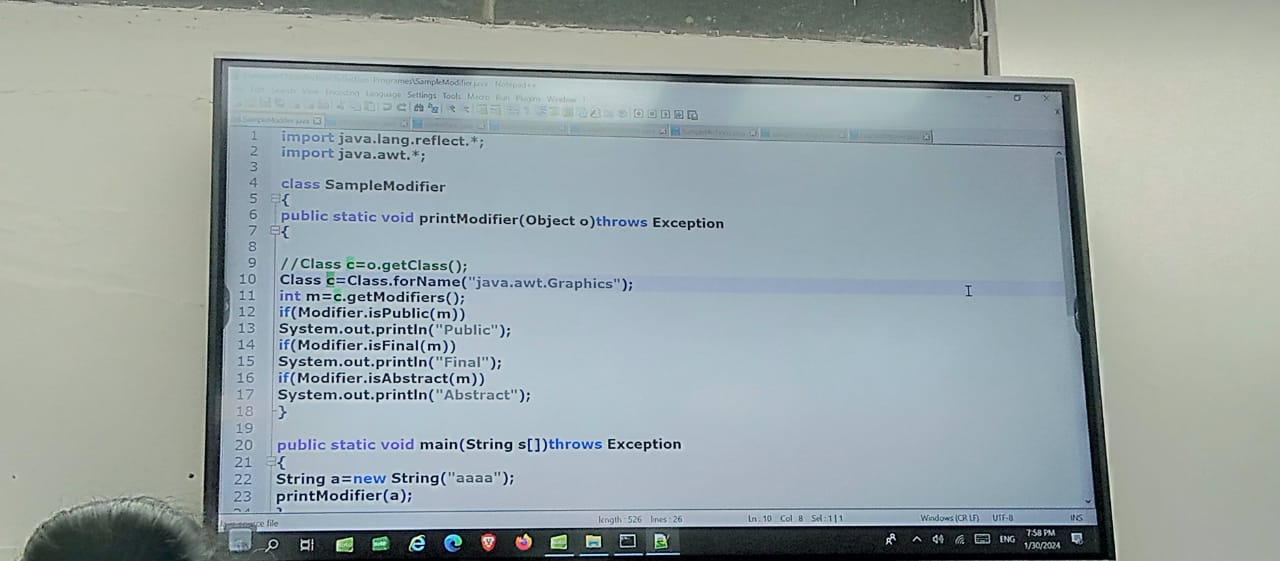 Programes\SampleModifier.java - Notepad++
Edit Search View Encoding Language Settings Tools Macro Run Plugins Window
SampleModifier.java
1 import java.lang.reflect.*;
2 import java.awt.*;
3
4 class SampleModifier
5 {
6 public static void printModifier(Object o)throws Exception
7 {
8
9 //Class c=o.getClass();
10 Class c=Class.forName("java.awt.Graphics");
11 int m=c.getModifiers();
12 if(Modifier.isPublic(m))
13 System.out.println("Public");
14 if(Modifier.isFinal(m))
15 System.out.println("Final");
16 if(Modifier.isAbstract(m))
17 System.out.println("Abstract");
18 }
19
20 public static void main(String s[])throws Exception
21 {
22 String a=new String("aaaa");
23 printModifier(a);
source file length : 526 lines : 26 Ln : 10 Col : 8 Sel : 1 | 1 Windows (CR LF) UTF-8 INS
ENG 7:58 PM
1/30/2024